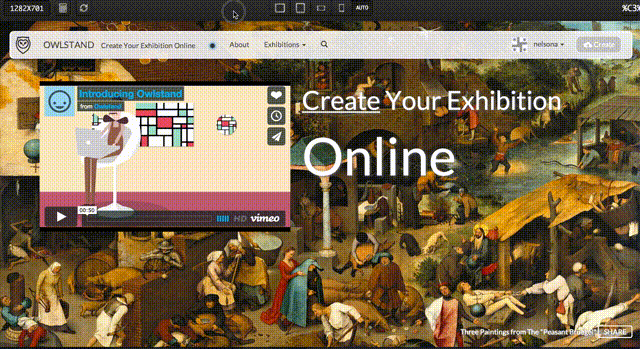 1282X701
AUTO
OWLSTAND Create Your Exhibition Online About Exhibitions nelsona Create
Introducing Owlstand
from Owlstand
Create Your Exhibition
Online
00:50
HD vimeo
Three Paintings from The "Peasant Bruegel" SHARE